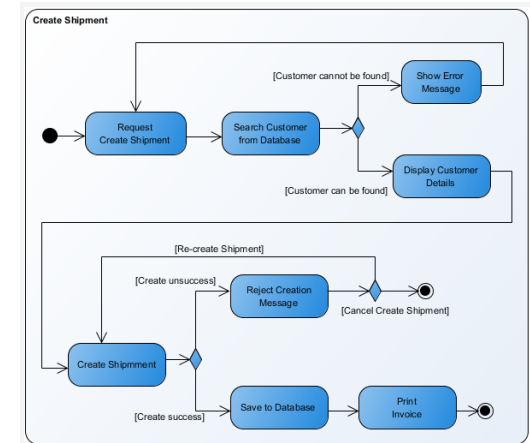 Create Shipment
[Customer cannot be found]
Show Error
Message
Request
Create Shipment
Search Customer
from Database
Display Customer
Details
[Customer can be found]
[Re-create Shipment]
[Create unsuccess]
Reject Creation
Message
[Cancel Create Shipment]
Create Shipmment
[Create success]
Save to Database
Print
Invoice